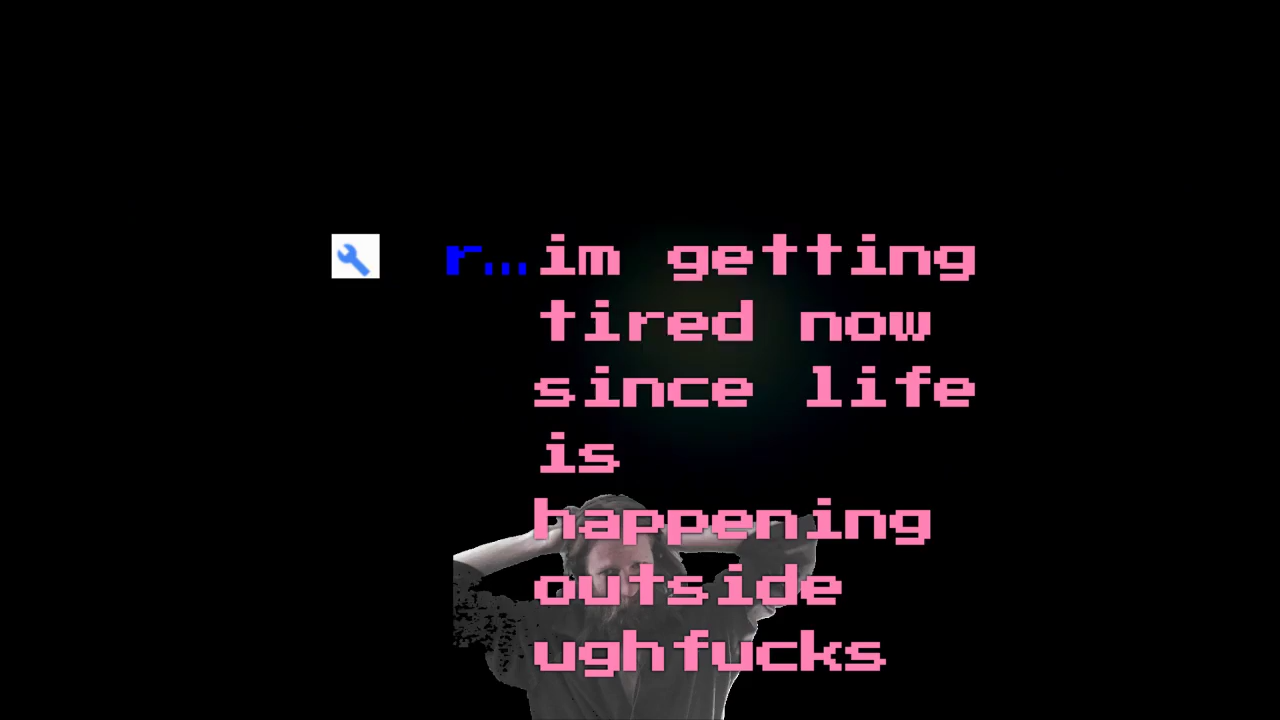 r...im getting
tired now
since life
is
happening
outside
ughfucks